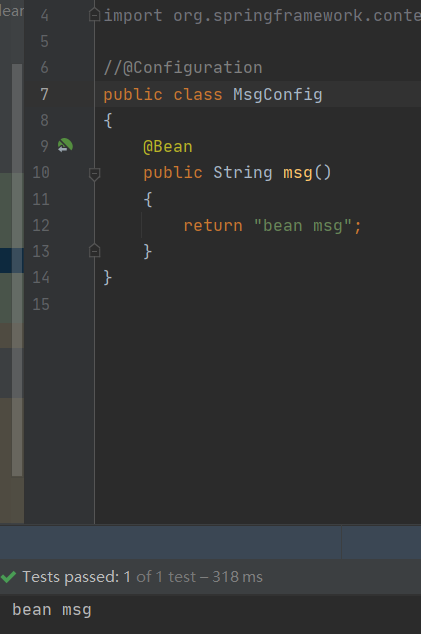 lear
4 import org.springframework.conte
5
6 //@Configuration
7 public class MsgConfig
8 {
9 @Bean
10 public String msg()
11 {
12 return "bean msg";
13 }
14 }
15
Tests passed: 1 of 1 test – 318 ms
bean msg